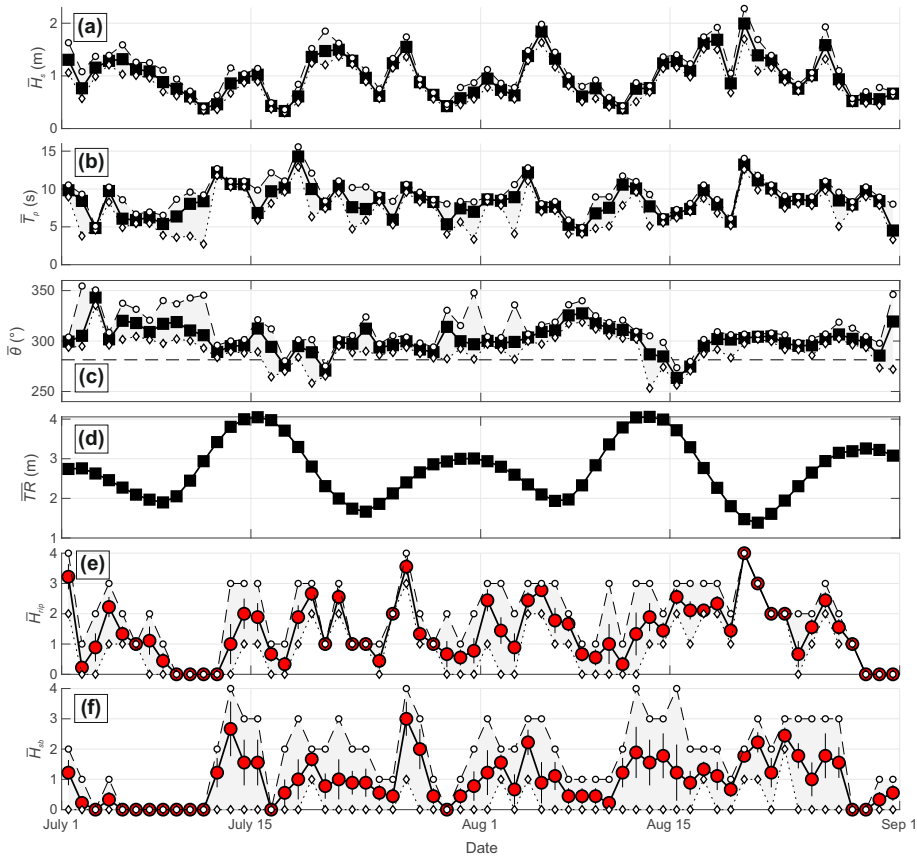 (a)
H̅s (m)
2
1
0
(b)
T̅p (s)
15
10
5
0
(c)
θ̅ (°)
350
300
250
(d)
T̅R̅ (m)
4
3
2
1
(e)
H̅rip
4
3
2
1
0
(f)
H̅sb
4
3
2
1
0
July 1
July 15
Aug 1
Aug 15
Sep 1
Date